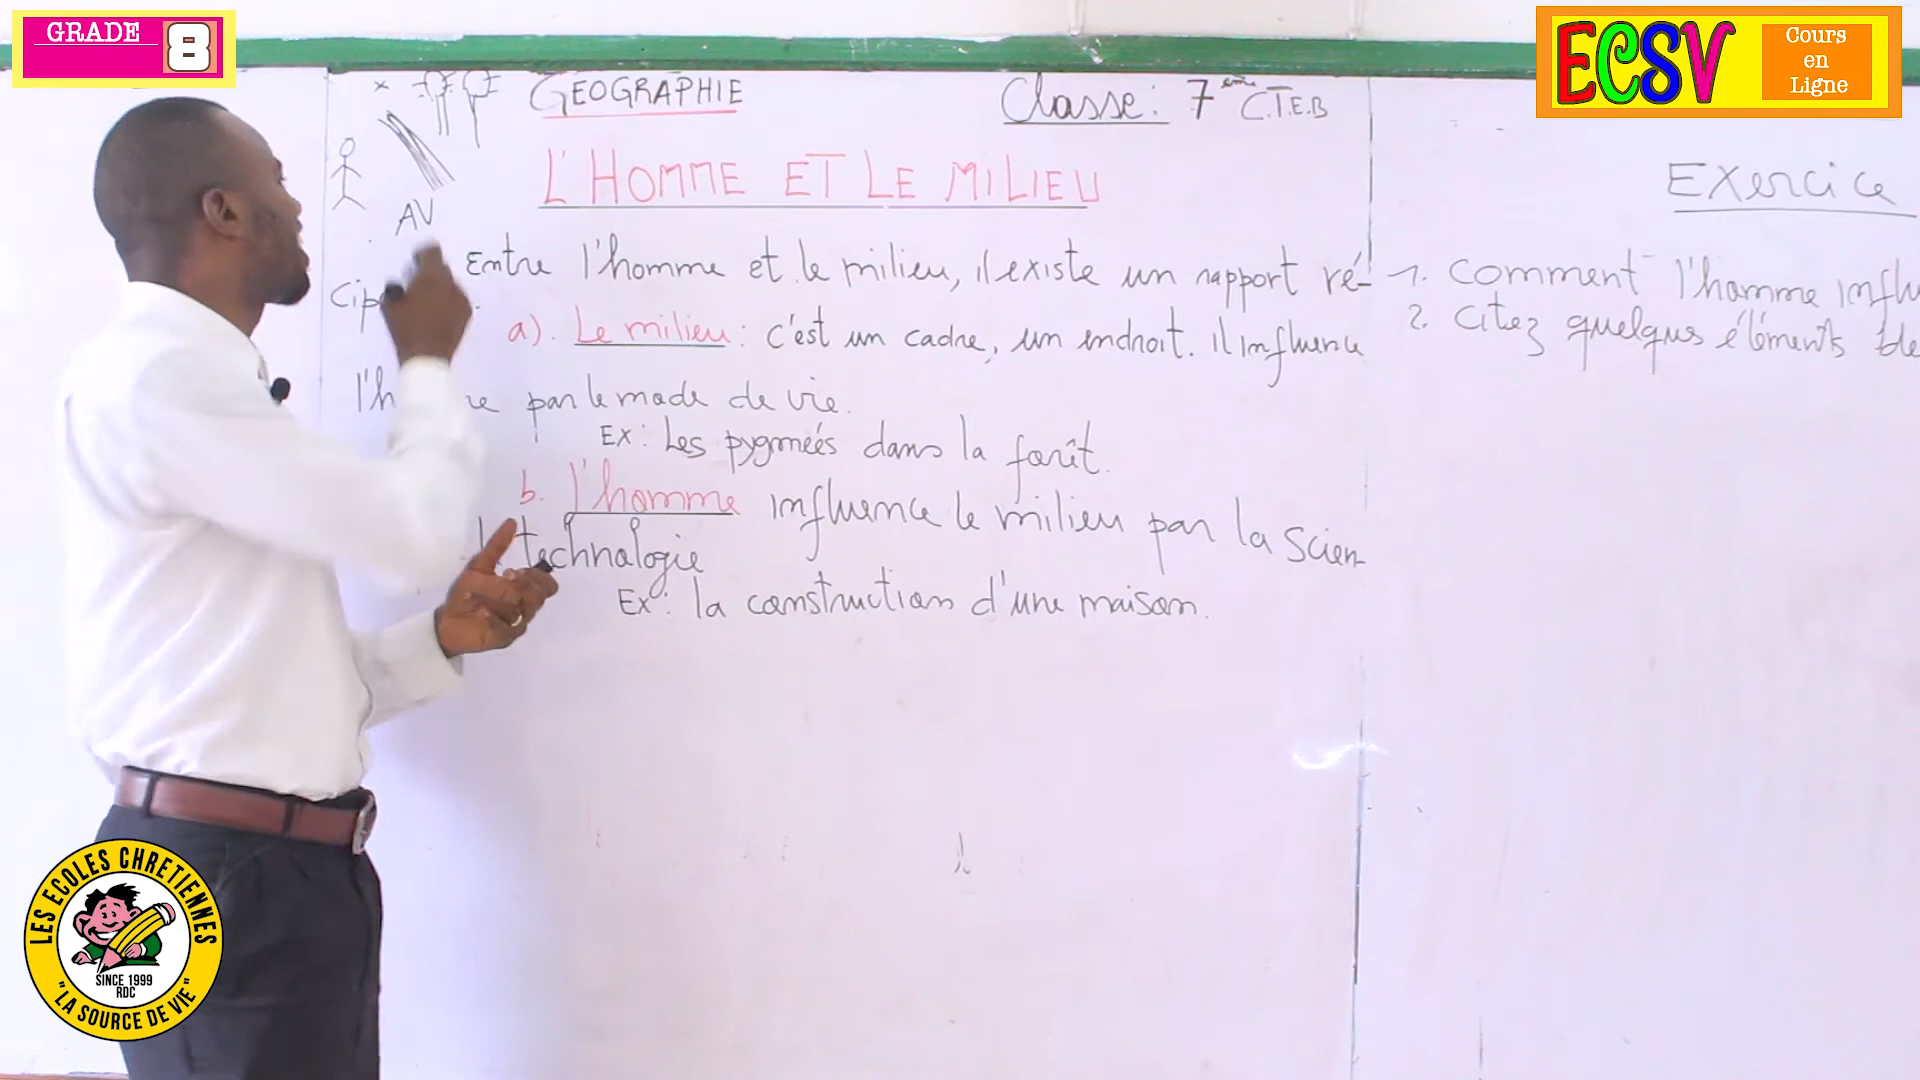 GRADE 8
ECSV
Cours
en
Ligne
GEOGRAPHIE
Classe: 7ème C.T.E.B
L'HOMME ET LE MILIEU
AV
Entre l'homme et le milieu, il existe un rapport ré-
cip
a). Le milieu: c'est un cadre, un endroit. il influence
l'h e par le mode de vie.
Ex: Les pygmées dans la forêt.
b. l'homme influence le milieu par la scien
technologie
Ex: la construction d'une maison.
Exercice
1. Comment l'homme influ
2. Citez quelques éléments de
LES ECOLES CHRETIENNES
SINCE 1999
RDC
"LA SOURCE DE VIE"